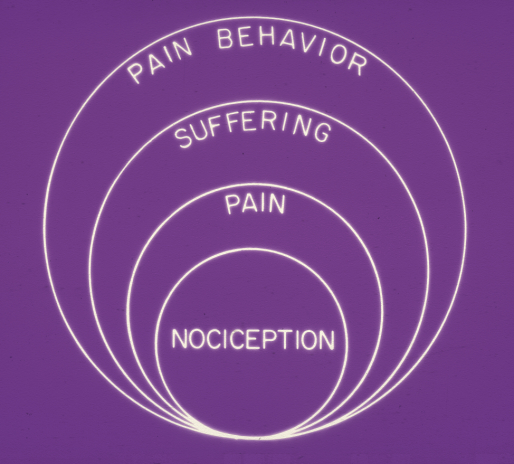 PAIN BEHAVIOR
SUFFERING
PAIN
NOCICEPTION